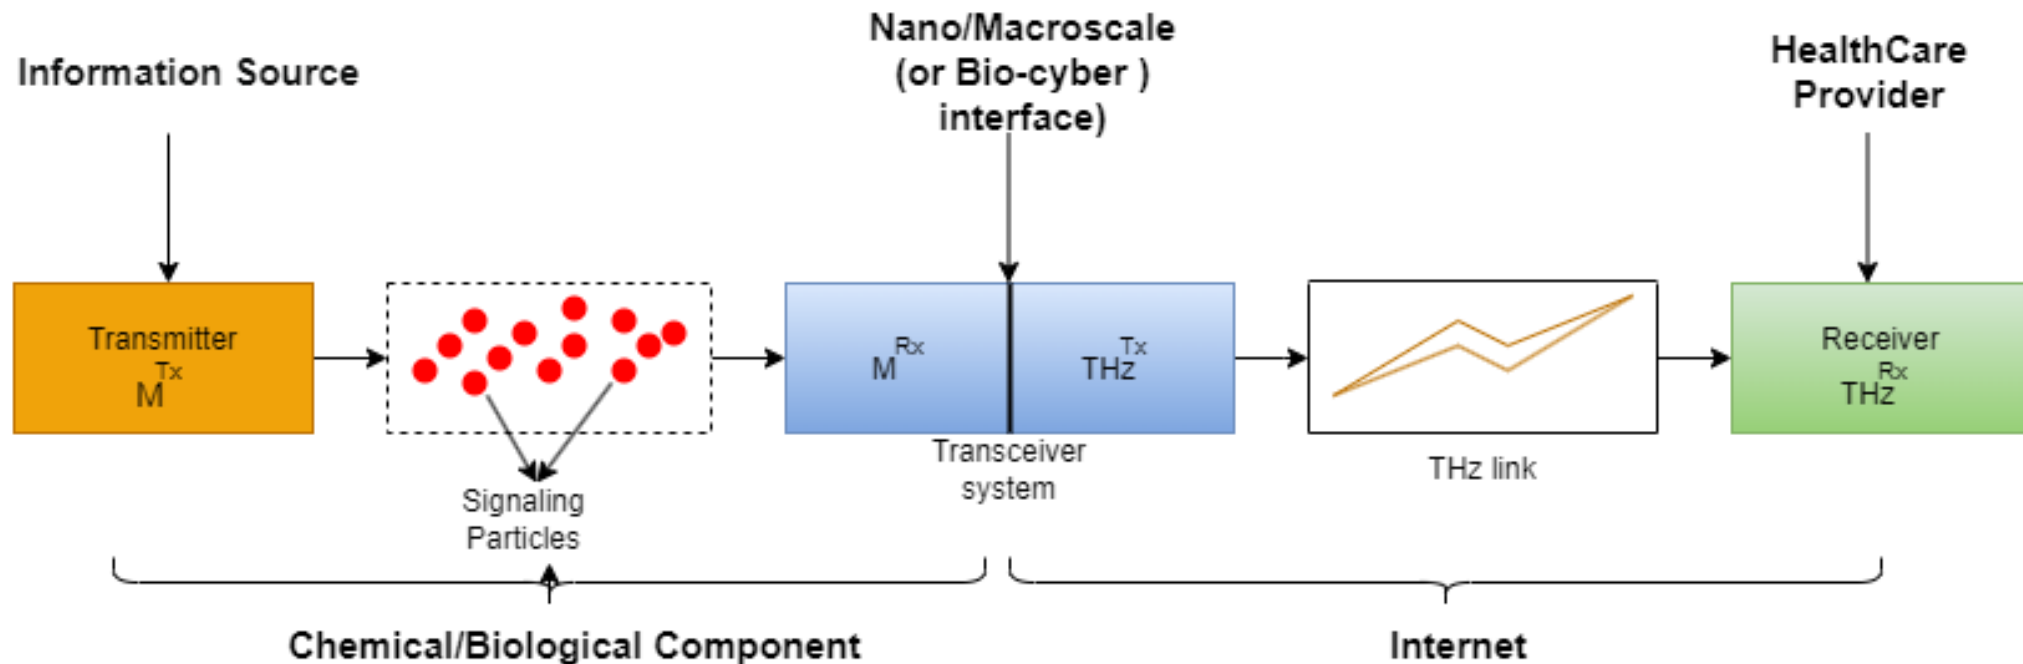 Information Source
Nano/Macroscale
(or Bio-cyber )
interface)
HealthCare
Provider
Transmitter
M^Tx
M^Rx
THz^Tx
Receiver
THz^Rx
Transceiver
system
THz link
Signaling
Particles
Chemical/Biological Component
Internet